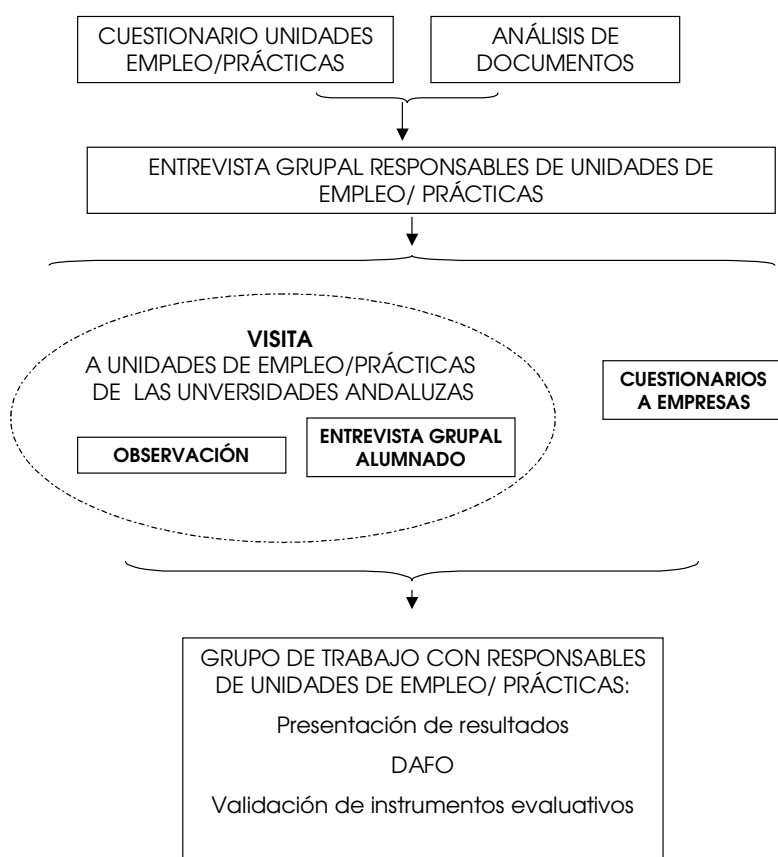 CUESTIONARIO UNIDADES
EMPLEO/PRÁCTICAS
ANÁLISIS DE
DOCUMENTOS
ENTREVISTA GRUPAL RESPONSABLES DE UNIDADES DE
EMPLEO/ PRÁCTICAS
VISITA
A UNIDADES DE EMPLEO/PRÁCTICAS
DE LAS UNVERSIDADES ANDALUZAS
OBSERVACIÓN
ENTREVISTA GRUPAL
ALUMNADO
CUESTIONARIOS
A EMPRESAS
GRUPO DE TRABAJO CON RESPONSABLES
DE UNIDADES DE EMPLEO/ PRÁCTICAS:
Presentación de resultados
DAFO
Validación de instrumentos evaluativos